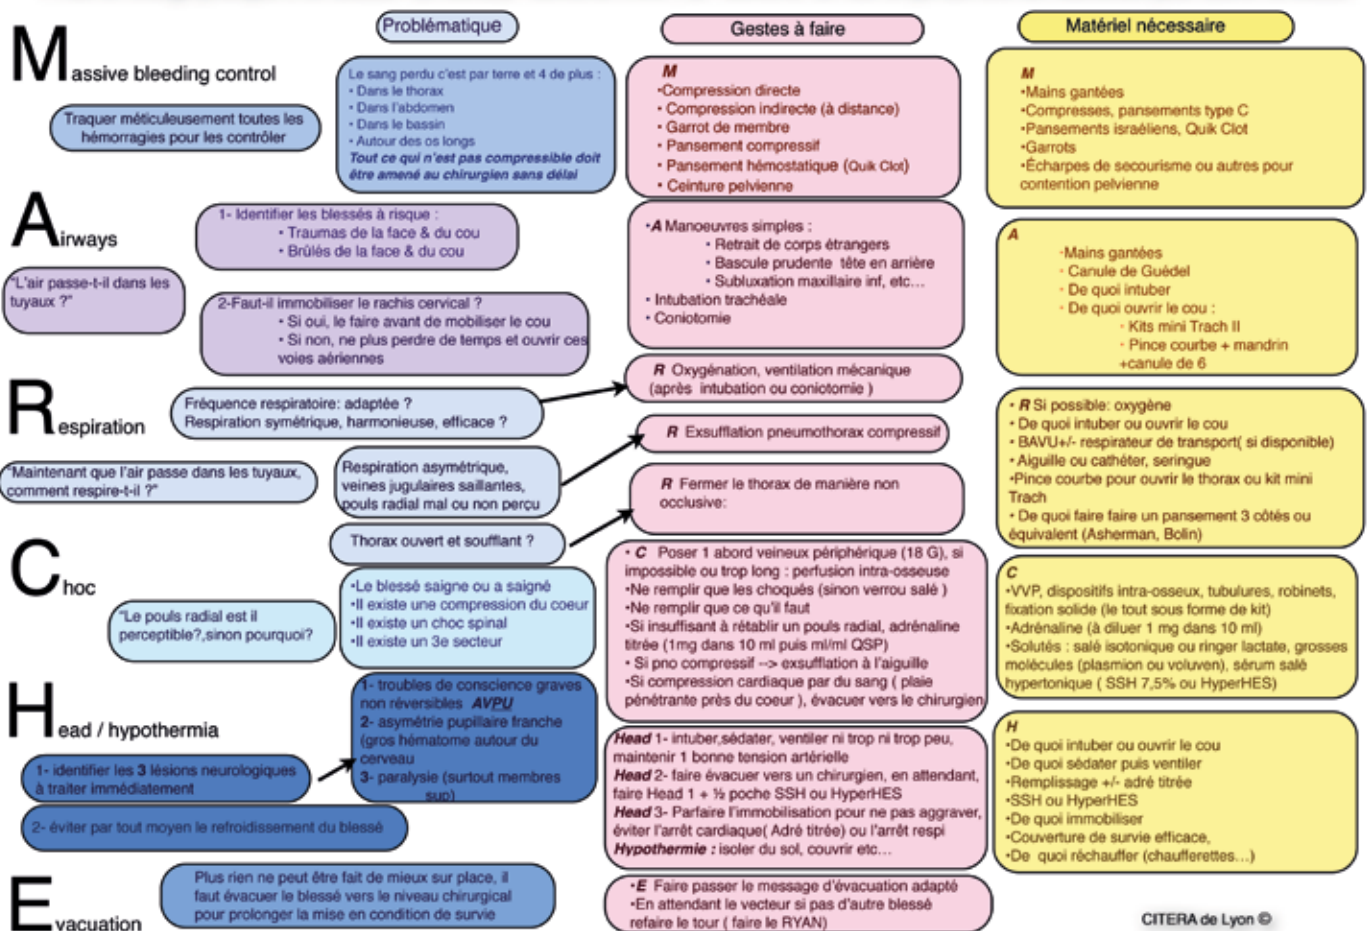 Problématique
Gestes à faire
Matériel nécessaire
Massive bleeding control
Traquer méticuleusement toutes les
hémorragies pour les contrôler
Le sang perdu c'est par terre et 4 de plus :
• Dans le thorax
• Dans l'abdomen
• Dans le bassin
• Autour des os longs
Tout ce qui n'est pas compressible doit
être amené au chirurgien sans délai
M
•Compression directe
• Compression indirecte (à distance)
• Garrot de membre
• Pansement compressif
• Pansement hémostatique (Quik Clot)
• Ceinture pelvienne
M
•Mains gantées
•Compresses, pansements type C
•Pansements israéliens, Quik Clot
•Garrots
•Écharpes de secourisme ou autres pour
contention pelvienne
Airways
"L'air passe-t-il dans les
tuyaux ?"
1- Identifier les blessés à risque :
• Traumas de la face & du cou
• Brûlés de la face & du cou
2-Faut-il immobiliser le rachis cervical ?
• Si oui, le faire avant de mobiliser le cou
• Si non, ne plus perdre de temps et ouvrir ces
voies aériennes
•A Manoeuvres simples :
• Retrait de corps étrangers
• Bascule prudente tête en arrière
• Subluxation maxillaire inf, etc...
• Intubation trachéale
• Coniotomie
A
•Mains gantées
• Canule de Guédel
• De quoi intuber
• De quoi ouvrir le cou :
• Kits mini Trach II
• Pince courbe + mandrin
+canule de 6
Respiration
"Maintenant que l'air passe dans les tuyaux,
comment respire-t-il ?"
Fréquence respiratoire: adaptée ?
Respiration symétrique, harmonieuse, efficace ?
Respiration asymétrique,
veines jugulaires saillantes,
pouls radial mal ou non perçu
Thorax ouvert et soufflant ?
R Oxygénation, ventilation mécanique
(après intubation ou coniotomie )
R Exsufflation pneumothorax compressif
R Fermer le thorax de manière non
occlusive:
• R Si possible: oxygène
• De quoi intuber ou ouvrir le cou
• BAVU+/- respirateur de transport( si disponible)
• Aiguille ou cathéter, seringue
•Pince courbe pour ouvrir le thorax ou kit mini
Trach
• De quoi faire faire un pansement 3 côtés ou
équivalent (Asherman, Bolin)
Choc
"Le pouls radial est il
perceptible?,sinon pourquoi?
•Le blessé saigne ou a saigné
•Il existe une compression du coeur
•Il existe un choc spinal
•Il existe un 3e secteur
• C Poser 1 abord veineux périphérique (18 G), si
impossible ou trop long : perfusion intra-osseuse
•Ne remplir que les choqués (sinon verrou salé )
•Ne remplir que ce qu'il faut
•Si insuffisant à rétablir un pouls radial, adrénaline
titrée (1mg dans 10 ml puis ml/ml QSP)
• Si pno compressif --> exsufflation à l'aiguille
•Si compression cardiaque par du sang ( plaie
pénétrante près du coeur ), évacuer vers le chirurgien
C
•VVP, dispositifs intra-osseux, tubulures, robinets,
fixation solide (le tout sous forme de kit)
•Adrénaline (à diluer 1 mg dans 10 ml)
•Solutés : salé isotonique ou ringer lactate, grosses
molécules (plasmion ou voluven), sérum salé
hypertonique ( SSH 7,5% ou HyperHES)
Head / hypothermia
1- identifier les 3 lésions neurologiques
à traiter immédiatement
2- éviter par tout moyen le refroidissement du blessé
1- troubles de conscience graves
non réversibles AVPU
2- asymétrie pupillaire franche
(gros hématome autour du
cerveau
3- paralysie (surtout membres
sup)
Head 1- intuber,sédater, ventiler ni trop ni trop peu,
maintenir 1 bonne tension artérielle
Head 2- faire évacuer vers un chirurgien, en attendant,
faire Head 1 + ½ poche SSH ou HyperHES
Head 3- Parfaire l'immobilisation pour ne pas aggraver,
éviter l'arrêt cardiaque( Adré titrée) ou l'arrêt respi
Hypothermie : isoler du sol, couvrir etc...
H
•De quoi intuber ou ouvrir le cou
•De quoi sédater puis ventiler
•Remplissage +/- adré titrée
•SSH ou HyperHES
•De quoi immobiliser
•Couverture de survie efficace,
•De quoi réchauffer (chaufferettes...)
Evacuation
Plus rien ne peut être fait de mieux sur place, il
faut évacuer le blessé vers le niveau chirurgical
pour prolonger la mise en condition de survie
•E Faire passer le message d'évacuation adapté
•En attendant le vecteur si pas d'autre blessé
refaire le tour ( faire le RYAN)
CITERA de Lyon ©